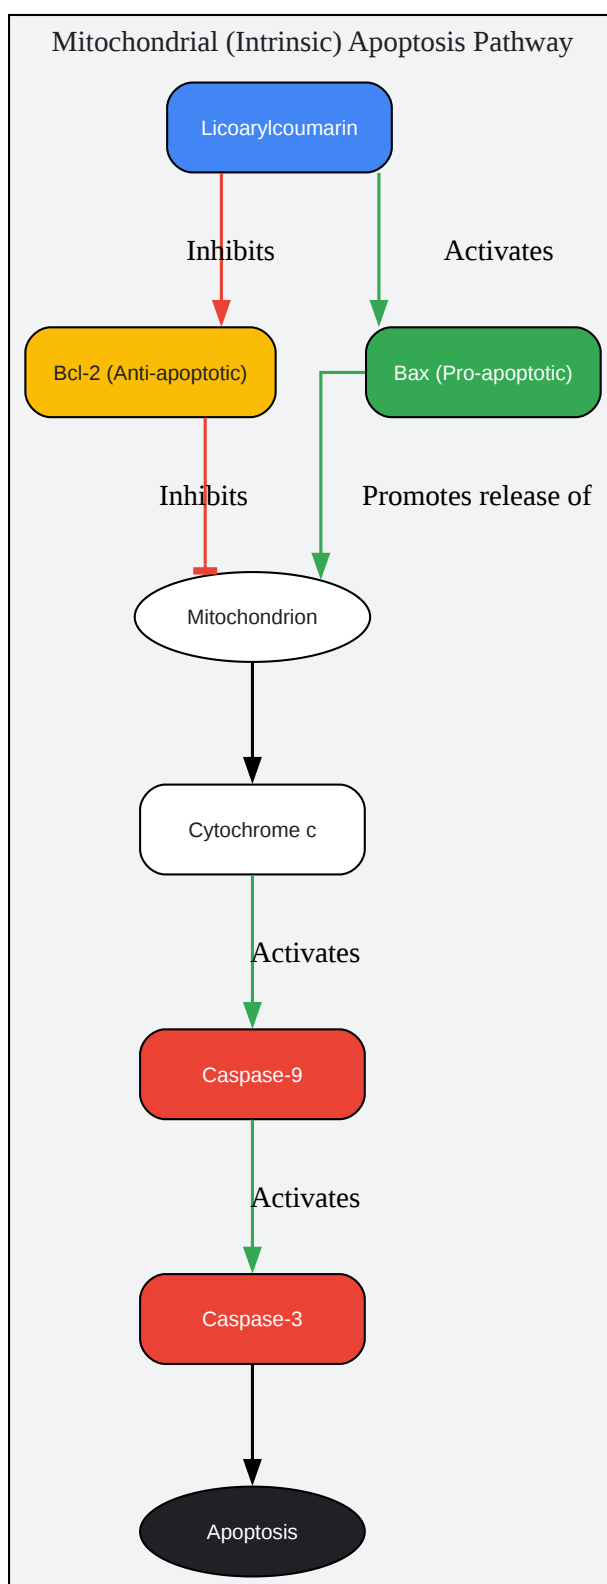 Mitochondrial (Intrinsic) Apoptosis Pathway
Licoarylcoumarin
Inhibits
Activates
Bcl-2 (Anti-apoptotic)
Bax (Pro-apoptotic)
Inhibits
Promotes release of
Mitochondrion
Cytochrome c
Activates
Caspase-9
Activates
Caspase-3
Apoptosis